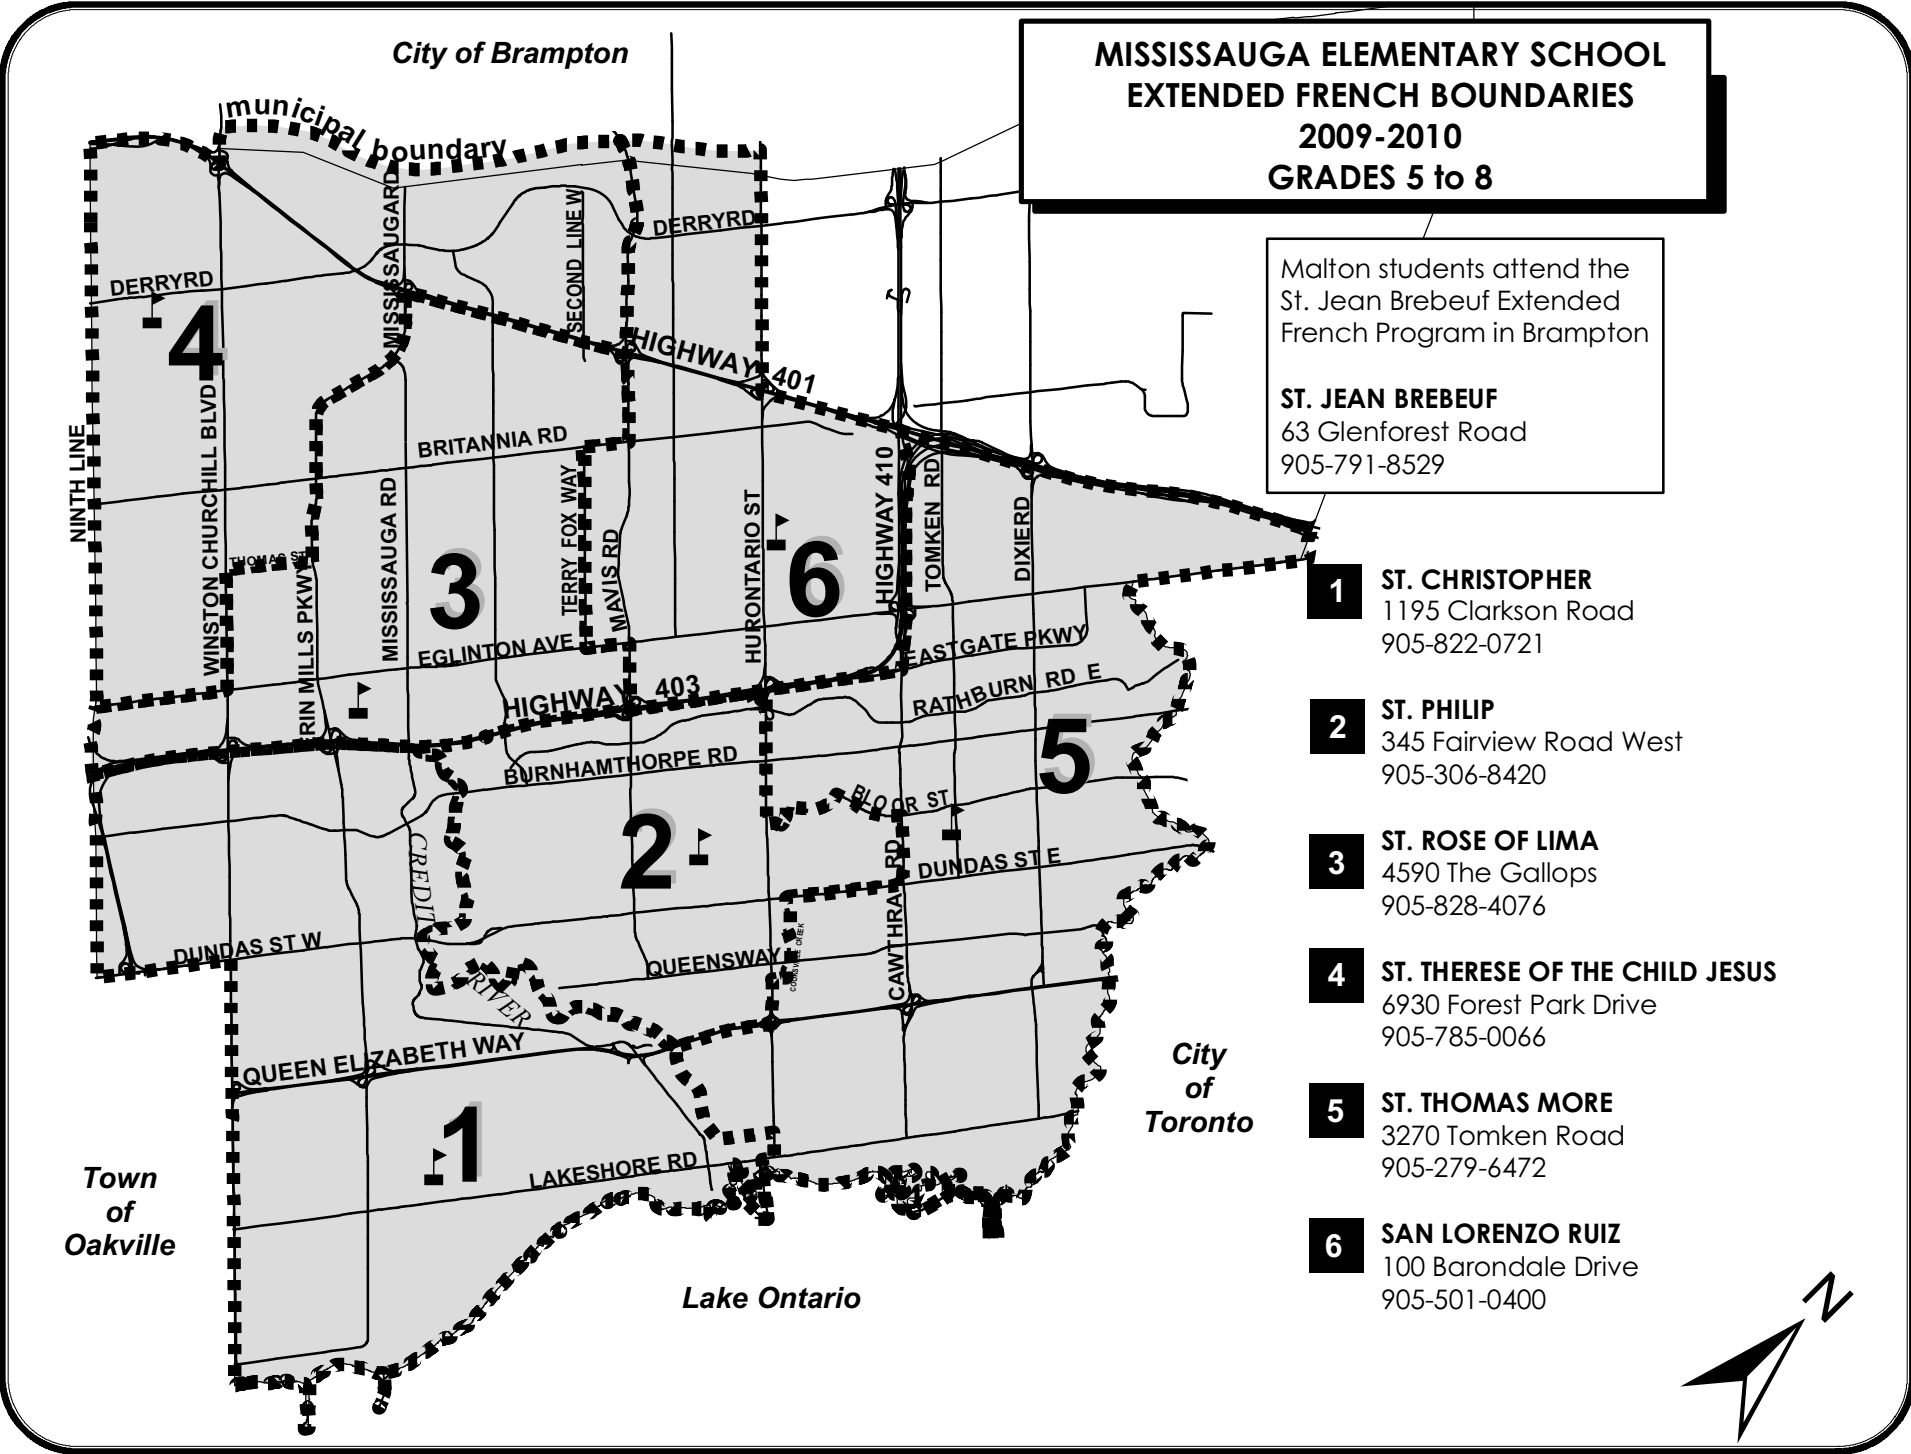 City of Brampton
MISSISSAUGA ELEMENTARY SCHOOL
EXTENDED FRENCH BOUNDARIES
2009-2010
GRADES 5 to 8
municipal boundary
Malton students attend the
St. Jean Brebeuf Extended
French Program in Brampton
ST. JEAN BREBEUF
63 Glenforest Road
905-791-8529
DERRYRD
DERRYRD
MISSISSAUGARD
SECOND LINE W
4
HIGHWAY 401
NINTH LINE
WINSTON CHURCHILL BLVD
BRITANNIA RD
THOMAS ST
ERIN MILLS PKWY
MISSISSAUGA RD
3
TERRY FOX WAY
MAVIS RD
HURONTARIO ST
6
HIGHWAY 410
TOMKEN RD
DIXIERD
EGLINTON AVE
EASTGATE PKWY
HIGHWAY 403
RATHBURN RD E
BURNHAMTHORPE RD
5
BLOOR ST
2
CREDIT
RIVER
DUNDAS ST E
CAWTHRA RD
DUNDAS ST W
QUEENSWAY
COOKSVILLE CREEK
QUEEN ELIZABETH WAY
1
LAKESHORE RD
City
of
Toronto
Town
of
Oakville
Lake Ontario
1 ST. CHRISTOPHER
1195 Clarkson Road
905-822-0721
2 ST. PHILIP
345 Fairview Road West
905-306-8420
3 ST. ROSE OF LIMA
4590 The Gallops
905-828-4076
4 ST. THERESE OF THE CHILD JESUS
6930 Forest Park Drive
905-785-0066
5 ST. THOMAS MORE
3270 Tomken Road
905-279-6472
6 SAN LORENZO RUIZ
100 Barondale Drive
905-501-0400
N